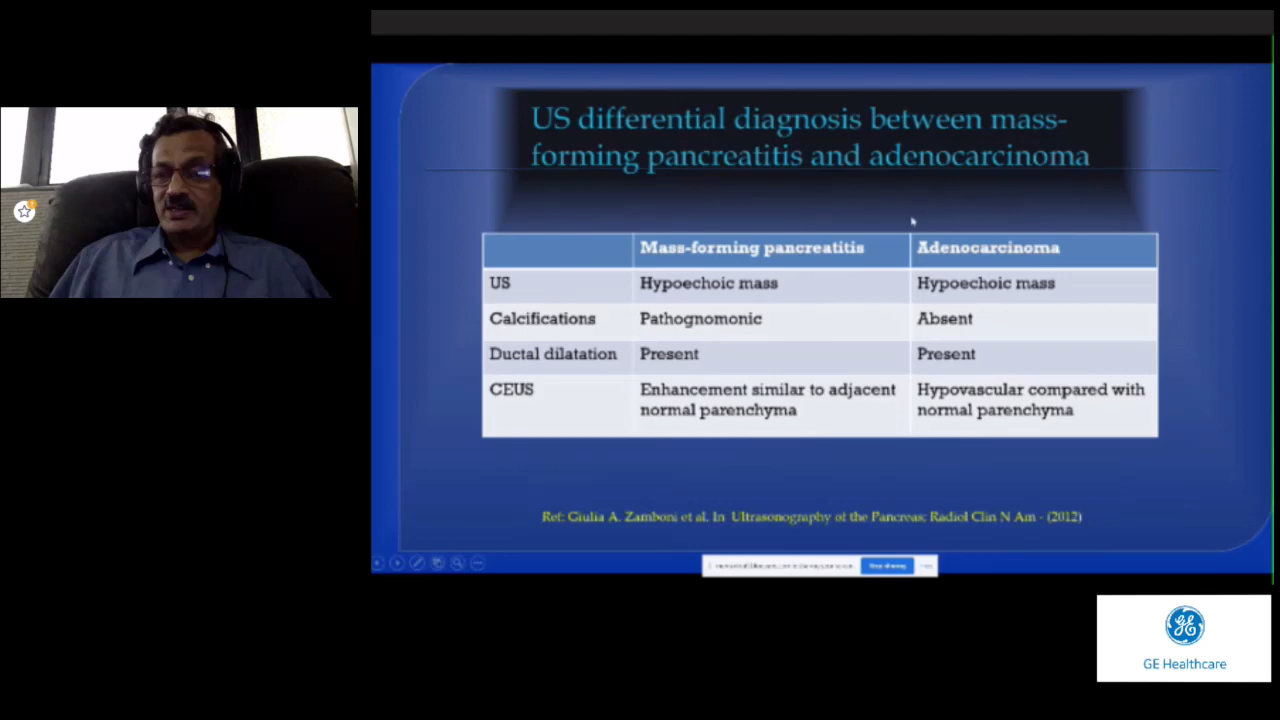 US differential diagnosis between mass-
forming pancreatitis and adenocarcinoma
Mass-forming pancreatitis Adenocarcinoma
US Hypoechoic mass Hypoechoic mass
Calcifications Pathognomonic Absent
Ductal dilatation Present Present
CEUS Enhancement similar to adjacent Hypovascular compared with
normal parenchyma normal parenchyma
Ref: Giulia A. Zamboni et al. In Ultrasonography of the Pancreas; Radiol Clin N Am - (2012)
Stop sharing
GE Healthcare